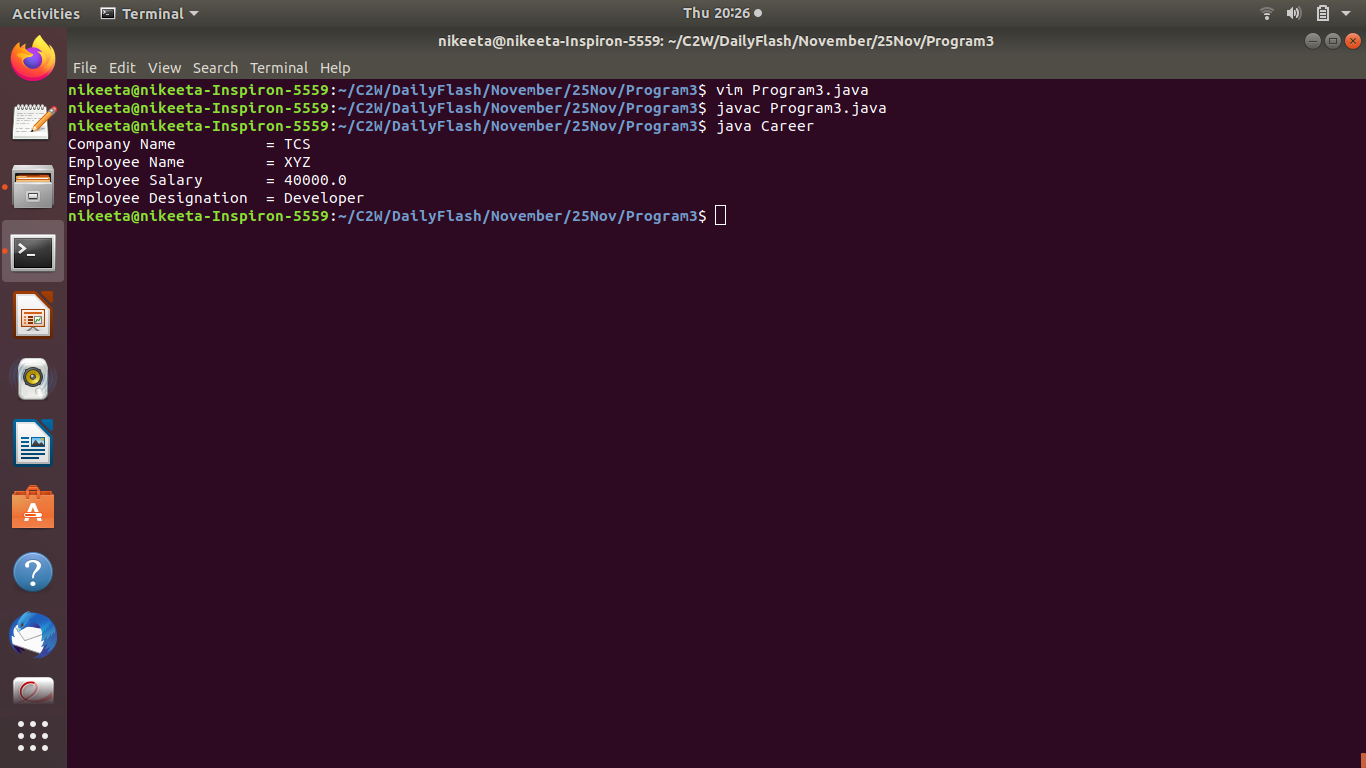 Activities Terminal Thu 20:26
nikeeta@nikeeta-Inspiron-5559: ~/C2W/DailyFlash/November/25Nov/Program3
File Edit View Search Terminal Help
nikeeta@nikeeta-Inspiron-5559:~/C2W/DailyFlash/November/25Nov/Program3$ vim Program3.java
nikeeta@nikeeta-Inspiron-5559:~/C2W/DailyFlash/November/25Nov/Program3$ javac Program3.java
nikeeta@nikeeta-Inspiron-5559:~/C2W/DailyFlash/November/25Nov/Program3$ java Career
Company Name          = TCS
Employee Name         = XYZ
Employee Salary       = 40000.0
Employee Designation  = Developer
nikeeta@nikeeta-Inspiron-5559:~/C2W/DailyFlash/November/25Nov/Program3$